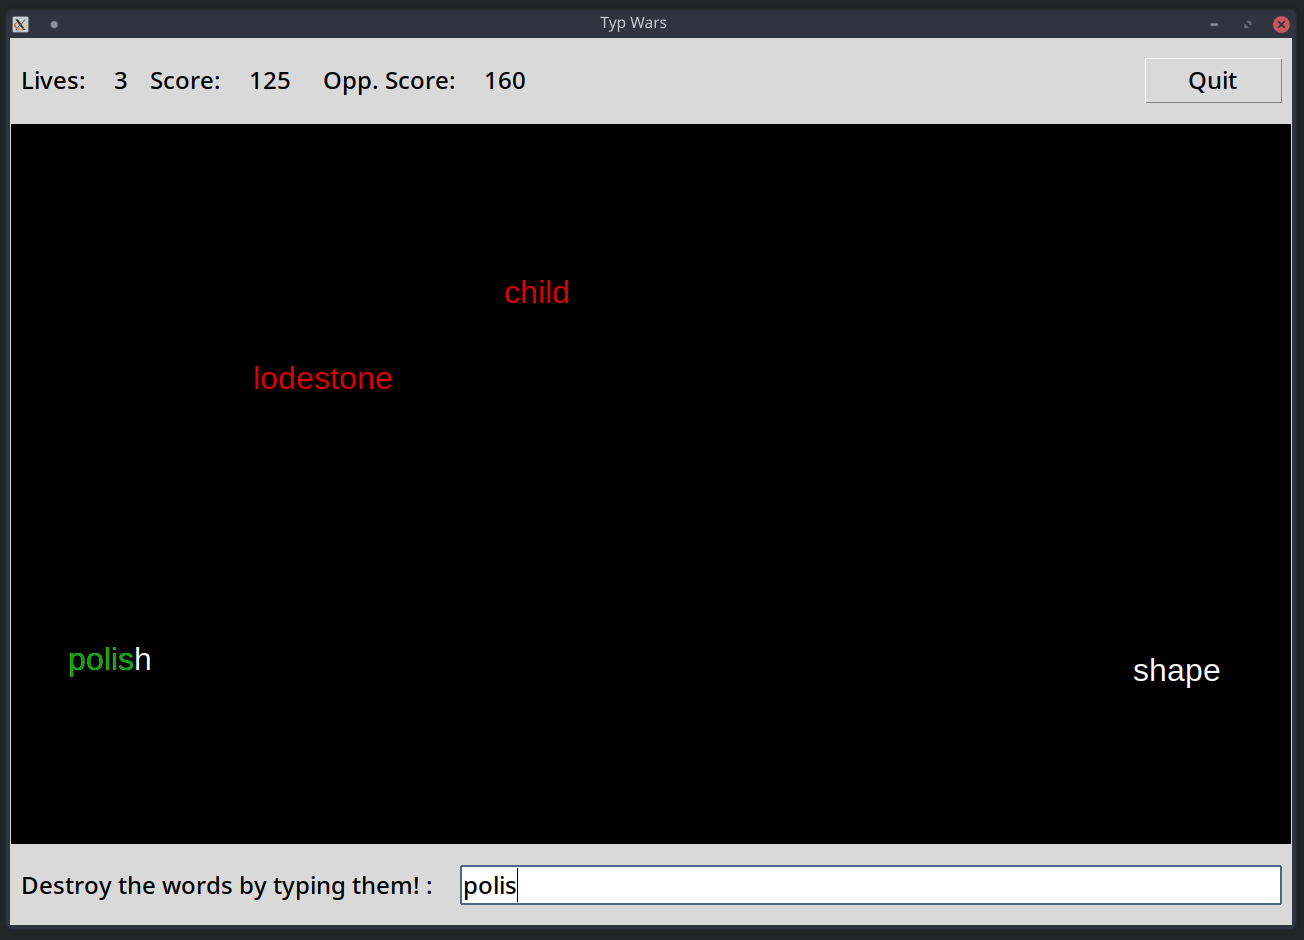 Typ Wars
Lives: 3 Score: 125 Opp. Score: 160 Quit
child
lodestone
polish
shape
Destroy the words by typing them! : polis